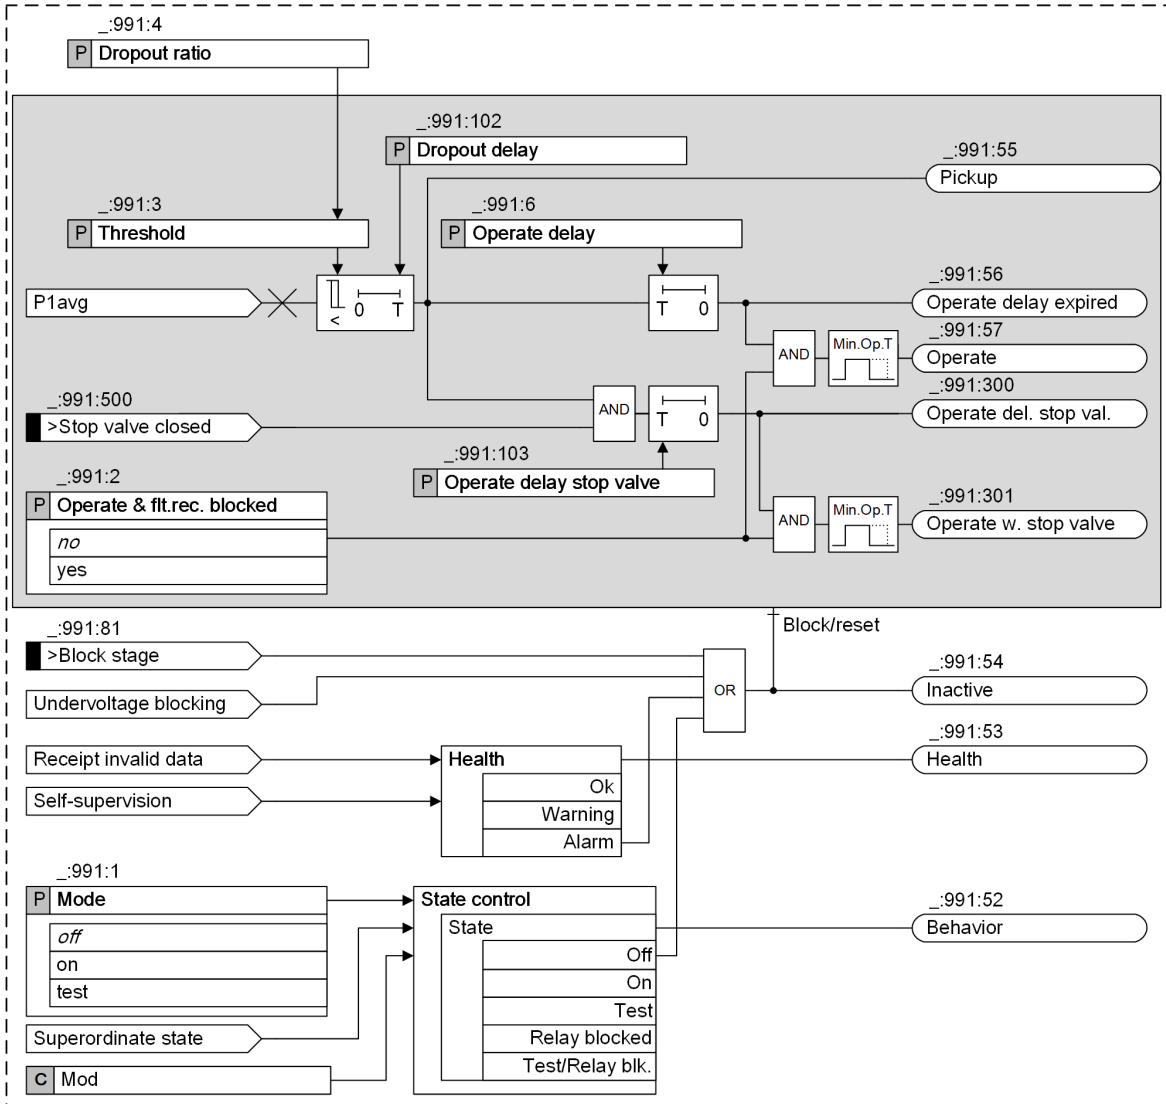 _:991:4
P Dropout ratio
_:991:102
P Dropout delay
_:991:55
Pickup
_:991:3
P Threshold
_:991:6
P Operate delay
P1avg
< 0 T
T 0
_:991:56
Operate delay expired
_:991:57
AND
Min.Op.T
Operate
_:991:500
>Stop valve closed
AND
T 0
_:991:300
Operate del. stop val.
_:991:103
P Operate delay stop valve
_:991:2
P Operate & flt.rec. blocked
no
yes
AND
Min.Op.T
_:991:301
Operate w. stop valve
Block/reset
_:991:81
>Block stage
Undervoltage blocking
OR
_:991:54
Inactive
Receipt invalid data
Self-supervision
Health
Ok
Warning
Alarm
_:991:53
Health
_:991:1
P Mode
off
on
test
Superordinate state
C Mod
State control
State
Off
On
Test
Relay blocked
Test/Relay blk.
_:991:52
Behavior